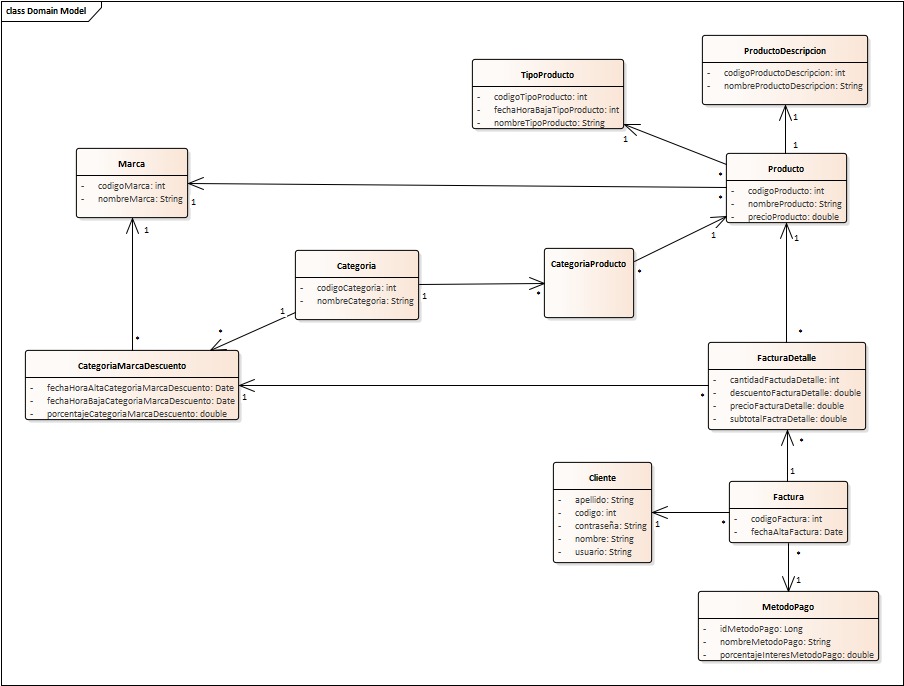 class Domain Model
ProductoDescripcion
- codigoProductoDescripcion: int
- nombreProductoDescripcion: String
TipoProducto
- codigoTipoProducto: int
- fechaHoraBajaTipoProducto: int
- nombreTipoProducto: String
1
1
1
Producto
- codigoProducto: int
- nombreProducto: String
- precioProducto: double
*
*
Marca
- codigoMarca: int
- nombreMarca: String
1
1
1
1
CategoriaProducto
*
*
Categoria
- codigoCategoria: int
- nombreCategoria: String
1
1
*
*
*
CategoriaMarcaDescuento
- fechaHoraAltaCategoriaMarcaDescuento: Date
- fechaHoraBajaCategoriaMarcaDescuento: Date
- porcentajeCategoriaMarcaDescuento: double
1
FacturaDetalle
- cantidadFactudaDetalle: int
- descuentoFacturaDetalle: double
- precioFacturaDetalle: double
- subtotalFactraDetalle: double
*
*
1
Cliente
- apellido: String
- codigo: int
- contraseña: String
- nombre: String
- usuario: String
1
Factura
- codigoFactura: int
- fechaAltaFactura: Date
*
*
1
MetodoPago
- idMetodoPago: Long
- nombreMetodoPago: String
- porcentajeInteresMetodoPago: double